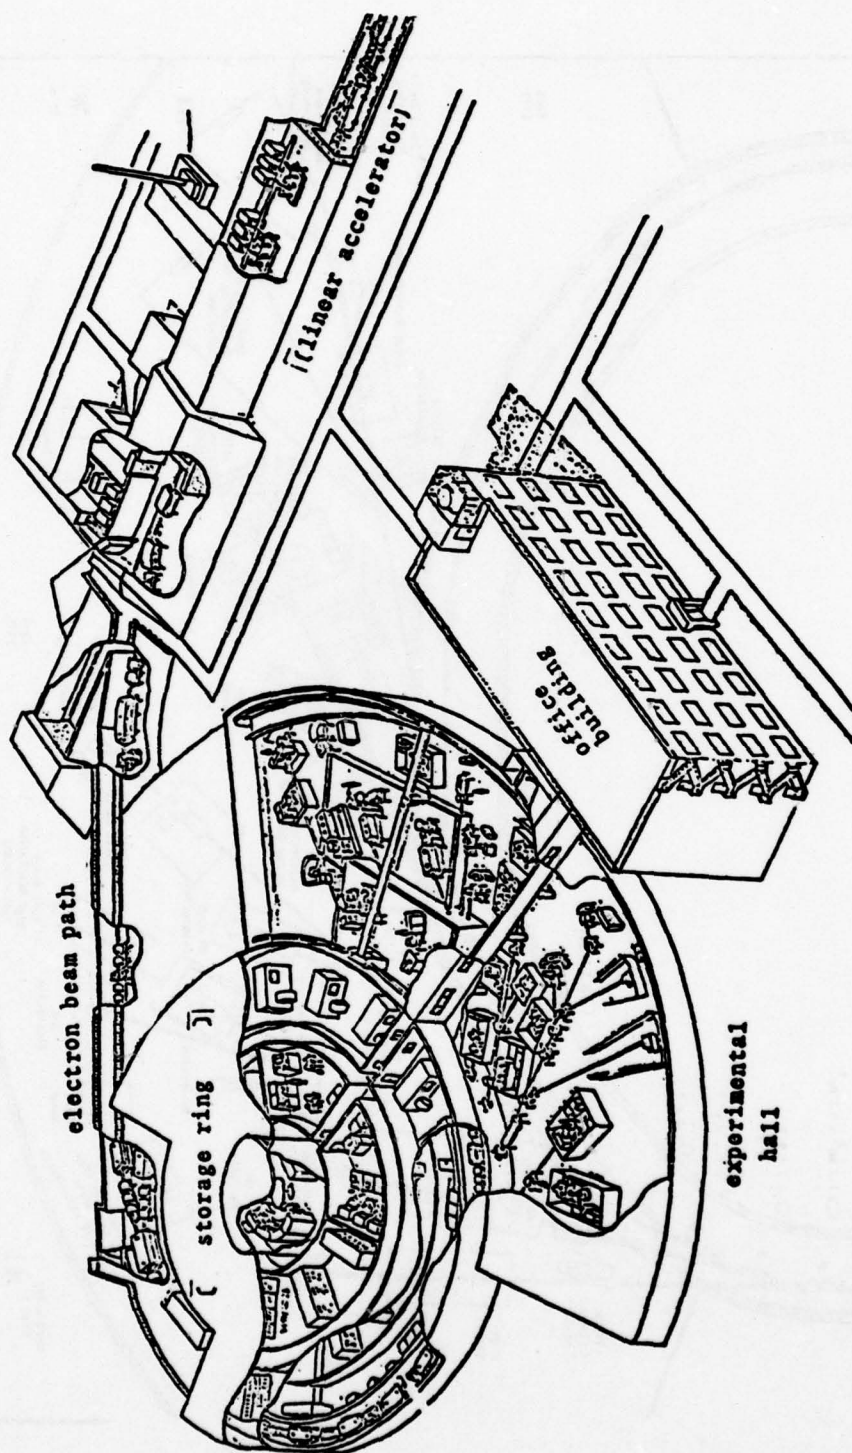 (linear accelerator)
office
building
electron beam path
( storage ring )
experimental
hall